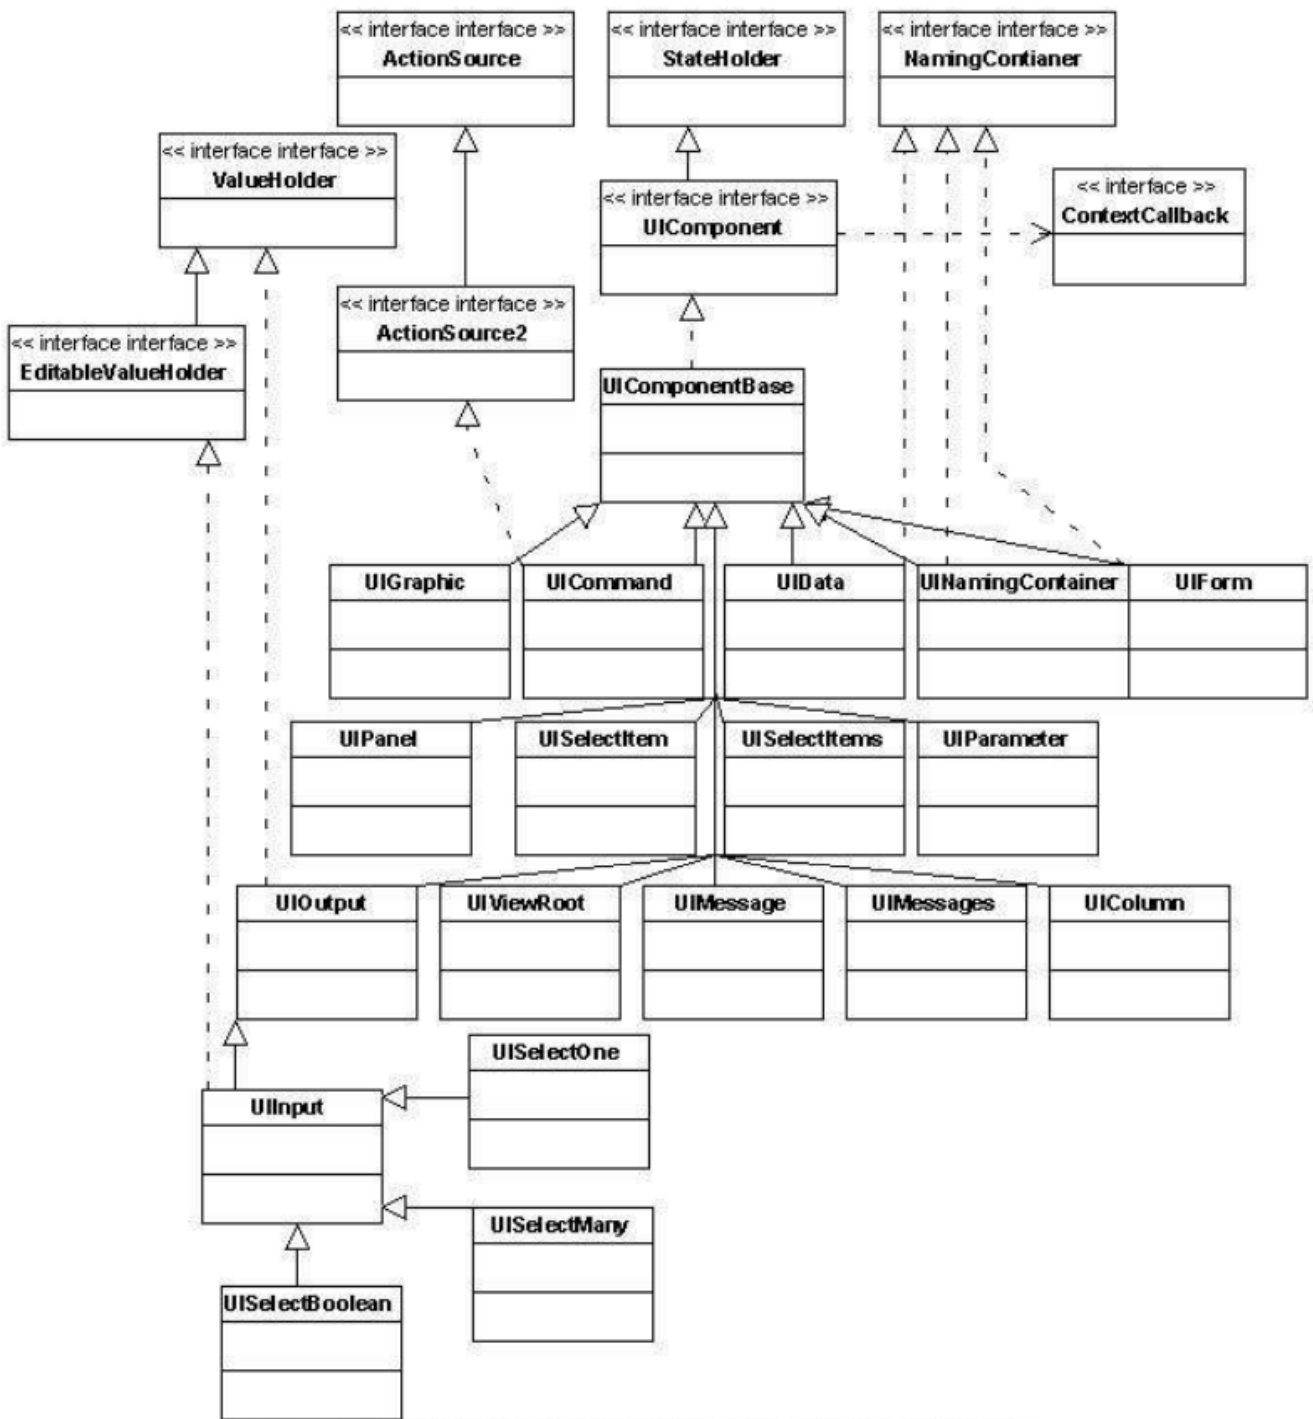 << interface interface >>
ActionSource
<< interface interface >>
StateHolder
<< interface interface >>
NamingContianer
<< interface interface >>
ValueHolder
<< interface interface >>
UIComponent
<< interface >>
ContextCallback
<< interface interface >>
ActionSource2
<< interface interface >>
EditableValueHolder
UIComponentBase
UIGraphic
UICommand
UIData
UINamingContainer
UIForm
UIPanel
UISelectItem
UISelectItems
UIParameter
UIOutput
UIViewRoot
UIMessage
UIMessages
UIColumn
UISelectOne
UIInput
UISelectMany
UISelectBoolean